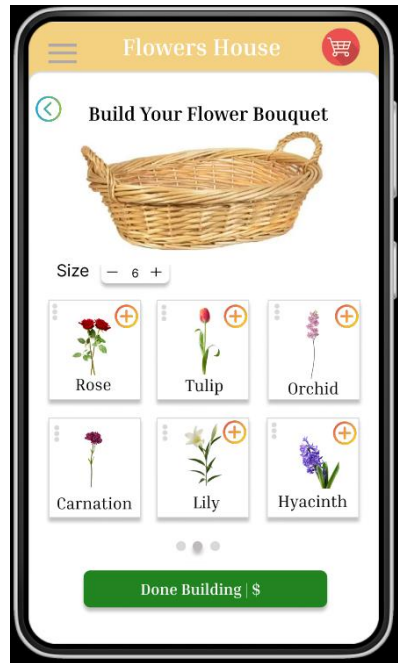 Flowers House
Build Your Flower Bouquet
Size — 6 +
Rose
Tulip
Orchid
Carnation
Lily
Hyacinth
Done Building | $